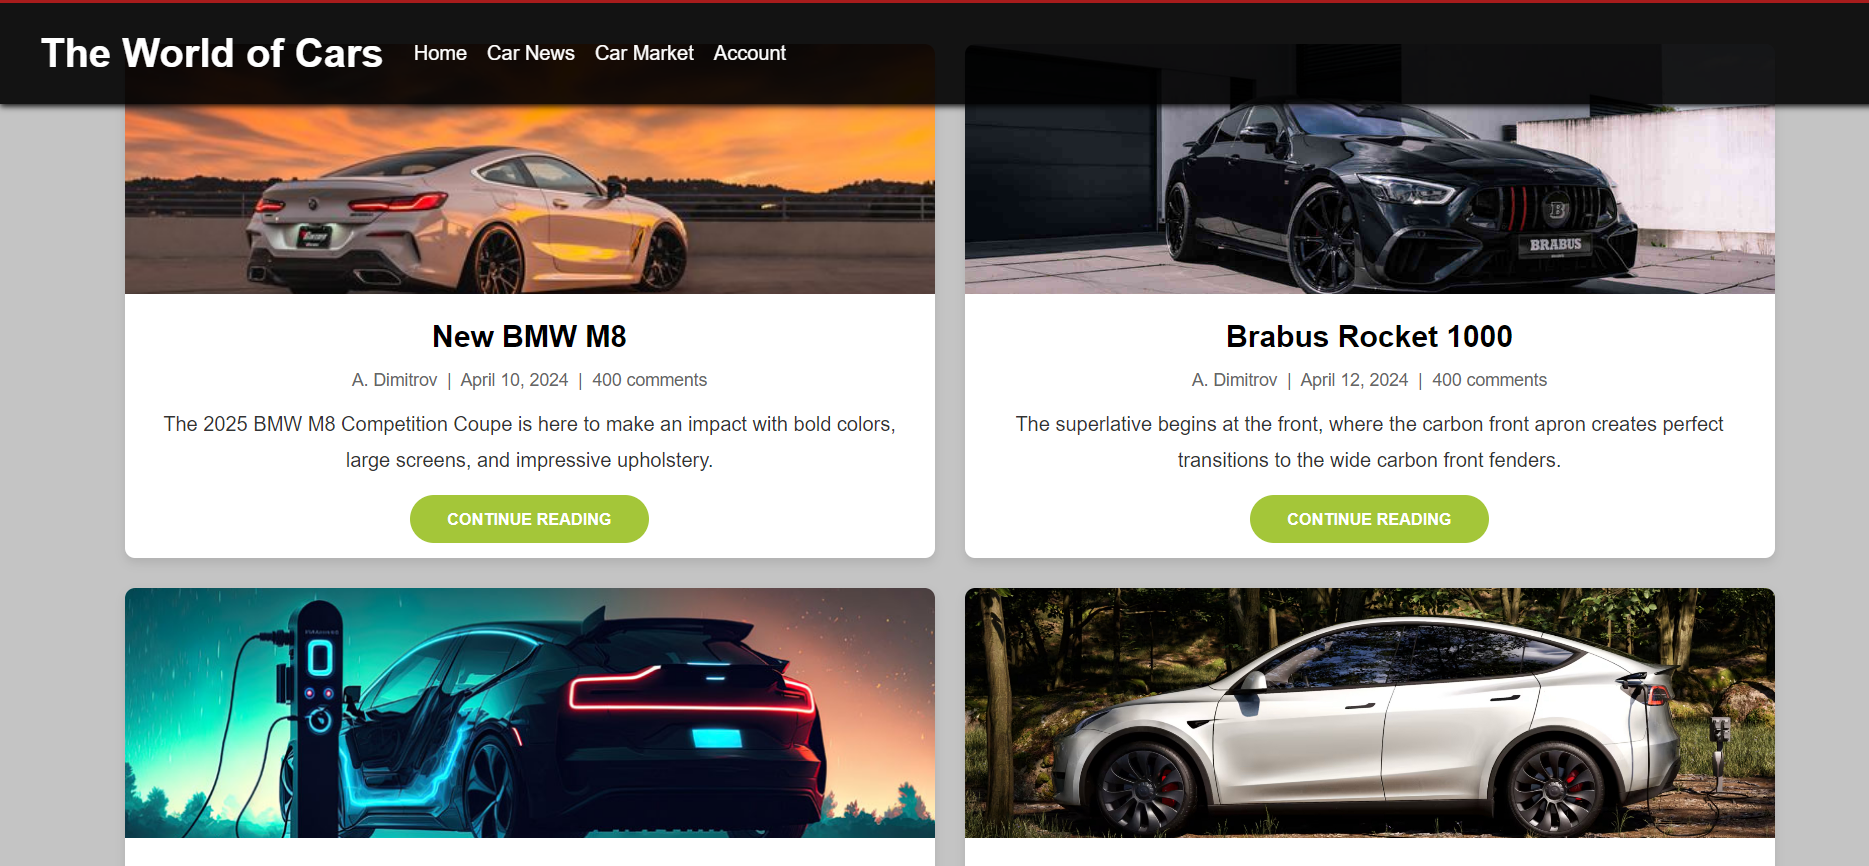 The World of Cars
Home Car News Car Market Account
BRABUS
New BMW M8
A. Dimitrov | April 10, 2024 | 400 comments
The 2025 BMW M8 Competition Coupe is here to make an impact with bold colors,
large screens, and impressive upholstery.
CONTINUE READING
Brabus Rocket 1000
A. Dimitrov | April 12, 2024 | 400 comments
The superlative begins at the front, where the carbon front apron creates perfect
transitions to the wide carbon front fenders.
CONTINUE READING